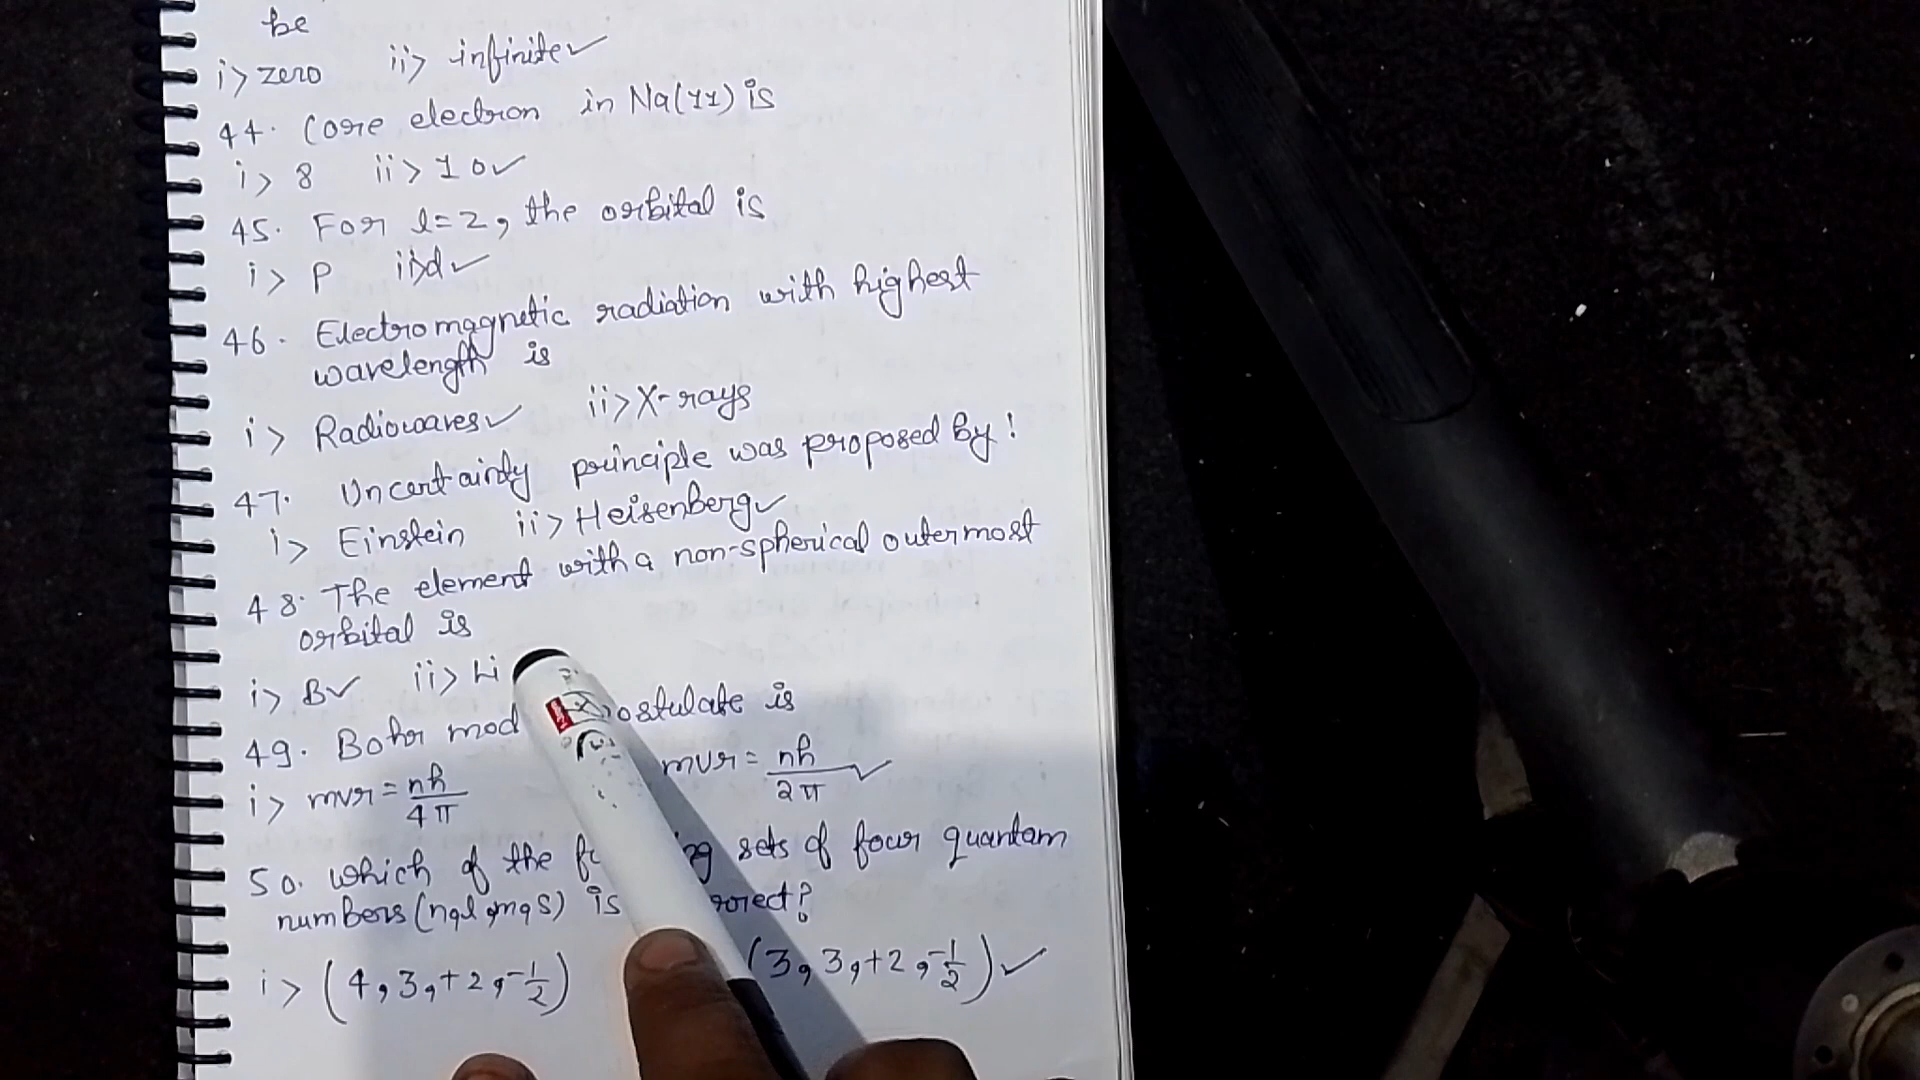 be
i> zero ii> infinite✓
44. Core electron in Na(11) is
i> 8 ii> 10✓
45. For l=2, the orbital is
i> p ii>d✓
46. Electromagnetic radiation with highest
wavelength is
i> Radiowaves✓ ii> X-rays
47. Uncertaindy principle was proposed by!
i> Einstein ii> Heisenberg✓
48. The element with a non-spherical outermost
orbital is
i> B✓ ii> Li
49. Bohr mod ostulate is
i> mvr = nh/4π mvr = nh/2π ✓
50. which of the sets of four quantam
numbers (n,l,m,s) is
i> (4,3,+2,-1/2) (3,3,+2,-1/2)✓